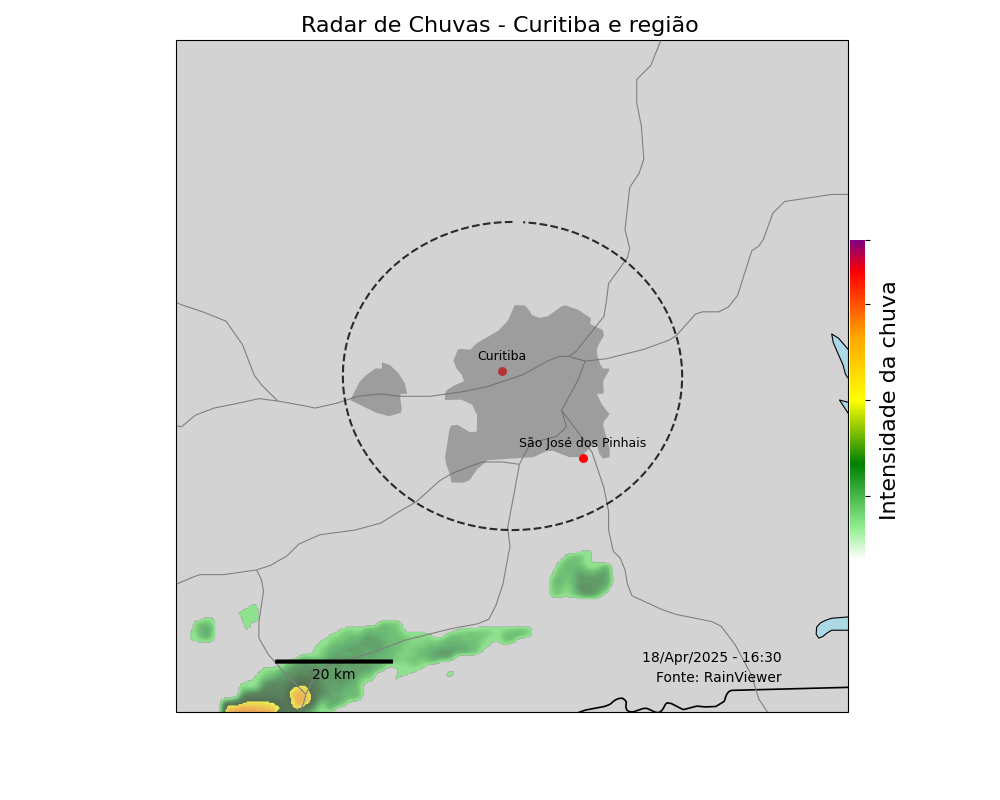 Radar de Chuvas - Curitiba e região
Curitiba
São José dos Pinhais
Intensidade da chuva
20 km
18/Apr/2025 - 16:30
Fonte: RainViewer